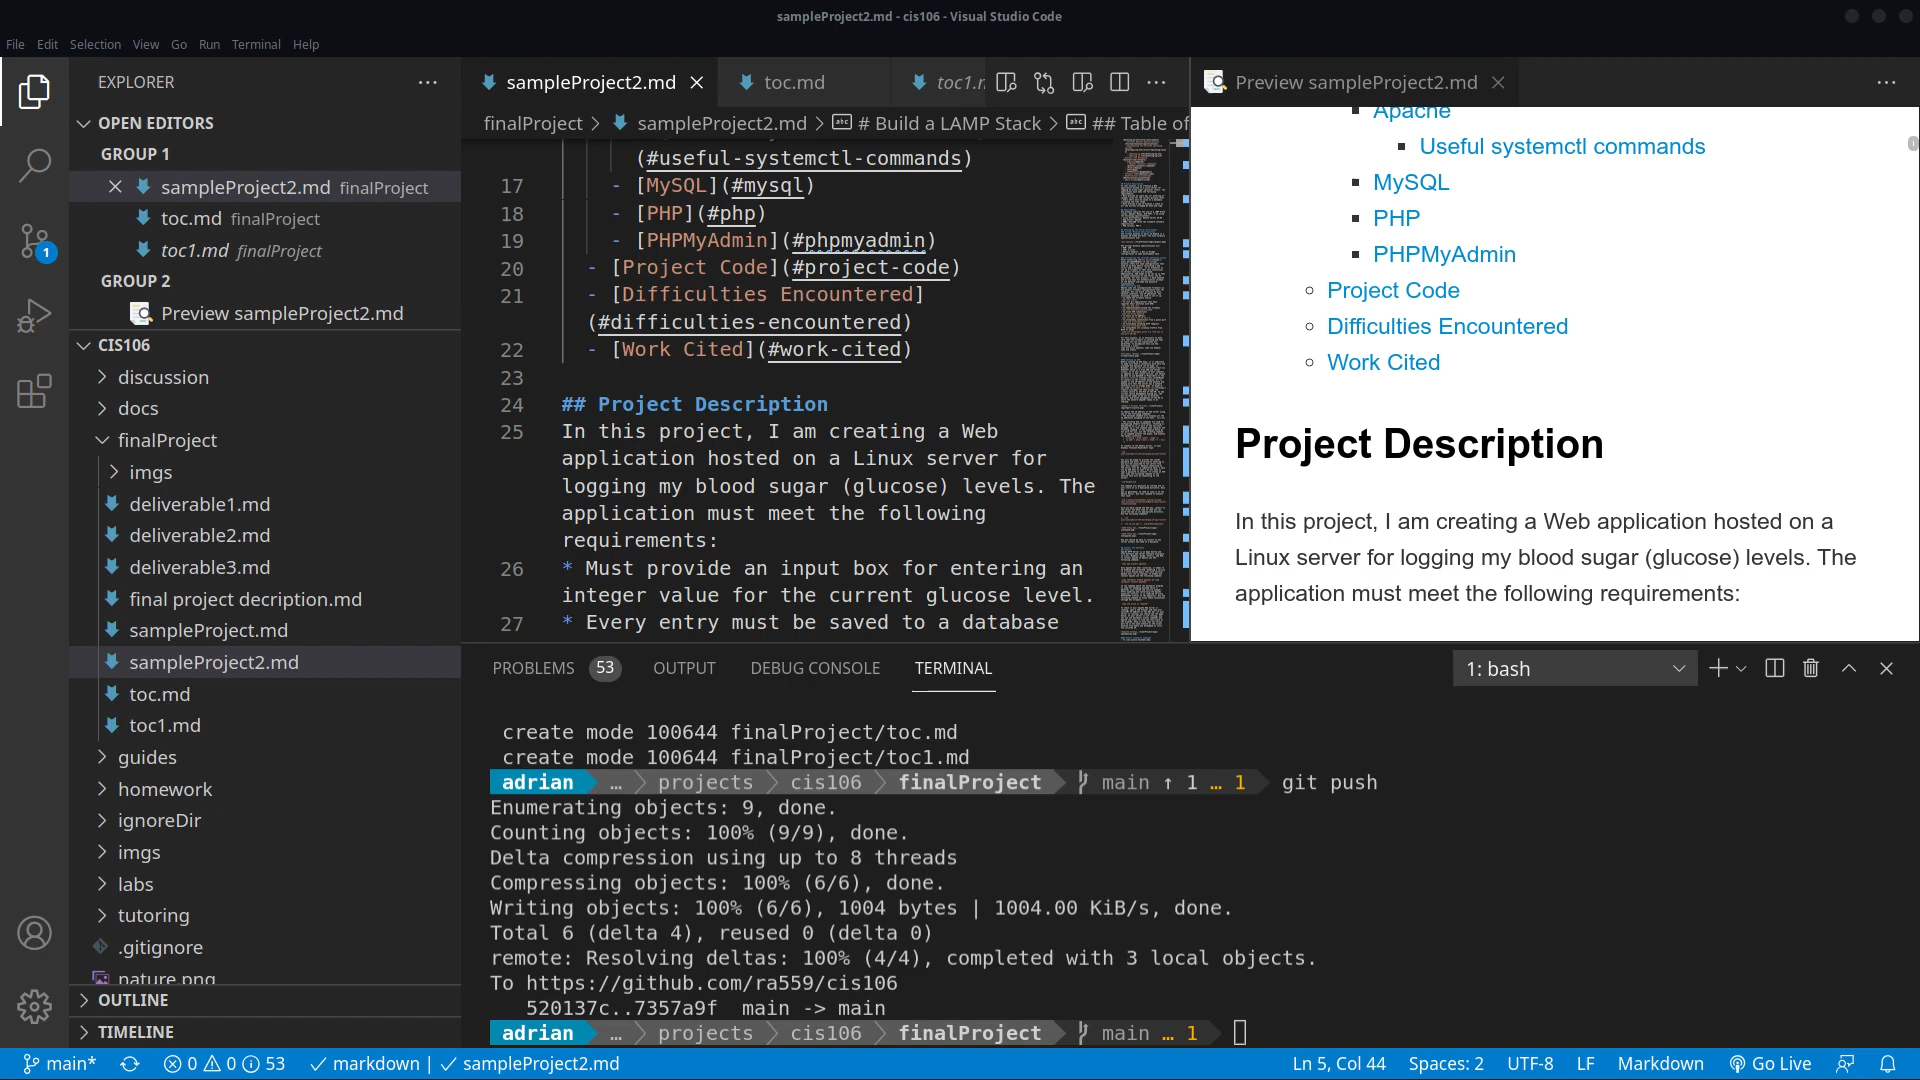 sampleProject2.md - cis106 - Visual Studio Code
File Edit Selection View Go Run Terminal Help
EXPLORER
OPEN EDITORS
GROUP 1
sampleProject2.md finalProject
toc.md finalProject
toc1.md finalProject
GROUP 2
Preview sampleProject2.md
CIS106
discussion
docs
finalProject
imgs
deliverable1.md
deliverable2.md
deliverable3.md
final project decription.md
sampleProject.md
sampleProject2.md
toc.md
toc1.md
guides
homework
ignoreDir
imgs
labs
tutoring
.gitignore
nature.png
OUTLINE
TIMELINE
1
sampleProject2.md toc.md toc1.
finalProject > sampleProject2.md > # Build a LAMP Stack > ## Table of
(#useful-systemctl-commands)
17 - [MySQL](#mysql)
18 - [PHP](#php)
19 - [PHPMyAdmin](#phpmyadmin)
20 - [Project Code](#project-code)
21 - [Difficulties Encountered]
(#difficulties-encountered)
22 - [Work Cited](#work-cited)
23
24 ## Project Description
25 In this project, I am creating a Web
application hosted on a Linux server for
logging my blood sugar (glucose) levels. The
application must meet the following
requirements:
26 * Must provide an input box for entering an
integer value for the current glucose level.
27 * Every entry must be saved to a database
Preview sampleProject2.md
Apache
Useful systemctl commands
MySQL
PHP
PHPMyAdmin
Project Code
Difficulties Encountered
Work Cited
Project Description
In this project, I am creating a Web application hosted on a
Linux server for logging my blood sugar (glucose) levels. The
application must meet the following requirements:
PROBLEMS 53 OUTPUT DEBUG CONSOLE TERMINAL 1: bash
create mode 100644 finalProject/toc.md
create mode 100644 finalProject/toc1.md
adrian … projects cis106 finalProject main ↑ 1 … 1 git push
Enumerating objects: 9, done.
Counting objects: 100% (9/9), done.
Delta compression using up to 8 threads
Compressing objects: 100% (6/6), done.
Writing objects: 100% (6/6), 1004 bytes | 1004.00 KiB/s, done.
Total 6 (delta 4), reused 0 (delta 0)
remote: Resolving deltas: 100% (4/4), completed with 3 local objects.
To https://github.com/ra559/cis106
520137c..7357a9f main -> main
adrian … projects cis106 finalProject main … 1
main* 0 0 53 markdown | sampleProject2.md Ln 5, Col 44 Spaces: 2 UTF-8 LF Markdown Go Live